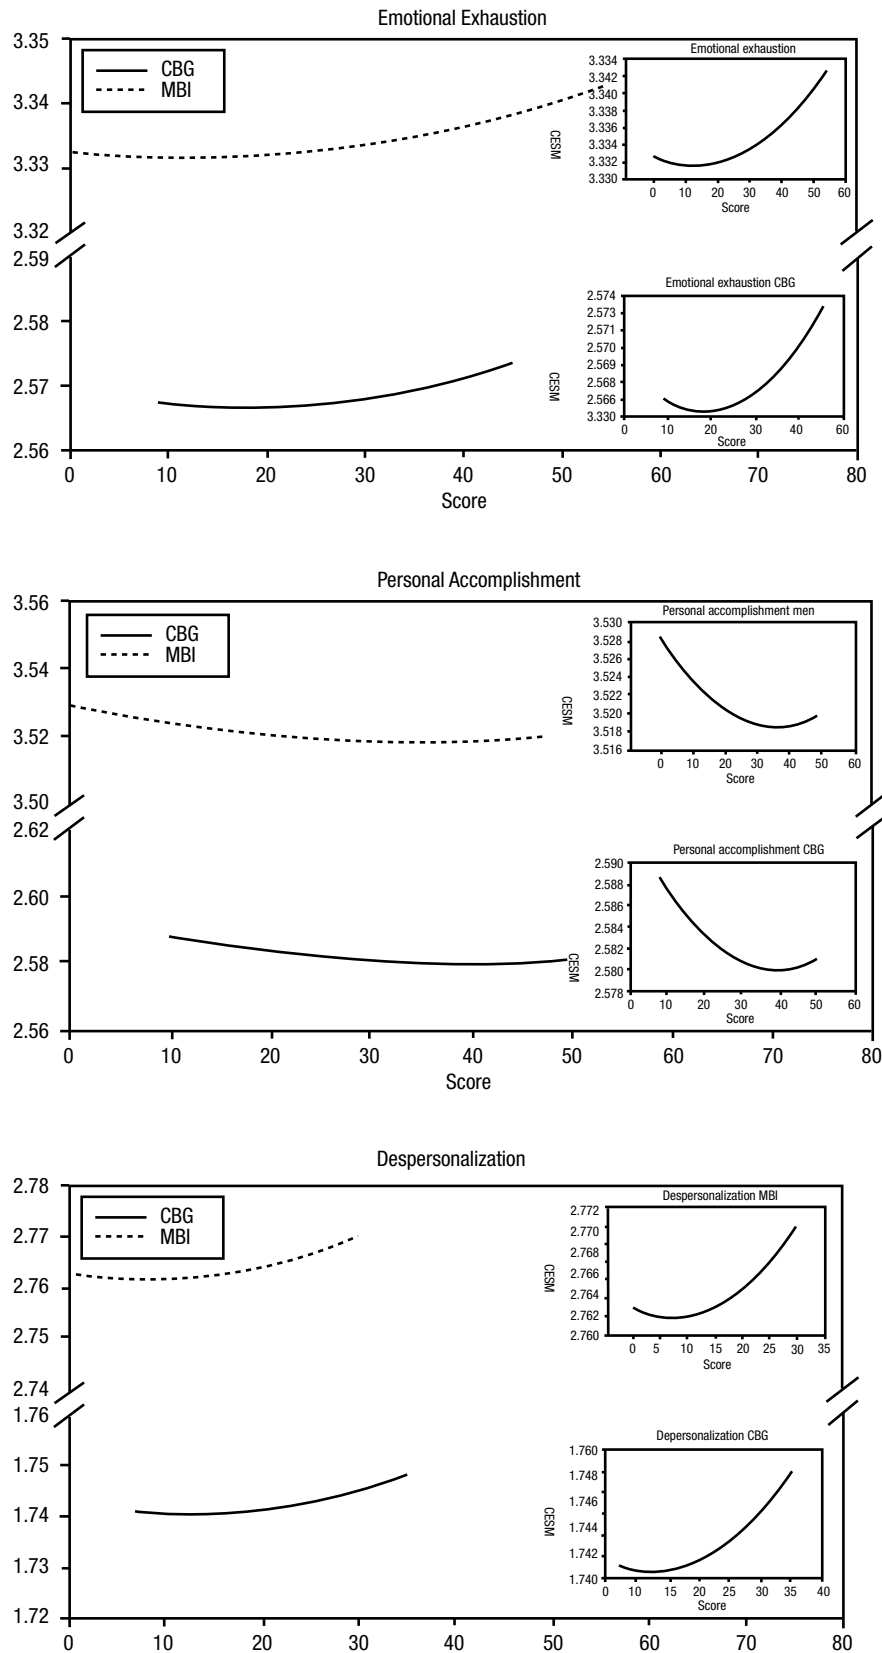 Emotional Exhaustion
3.35
3.34
3.33
3.32
2.59
2.58
2.57
2.56
CBG
MBI
Emotional exhaustion
3.334
3.342
3.340
3.336
3.334
3.332
3.330
CESM
0 10 20 30 40 50 60
Score
Emotional exhaustion CBG
2.574
2.573
2.571
2.570
2.569
2.568
2.566
3.330
CESM
0 10 20 30 40 60
Score
0 10 20 30 40 50 60 70 80
Score
Personal Accomplishment
3.56
3.54
3.52
3.50
2.62
2.60
2.58
2.56
CBG
MBI
Personal accomplishment men
3.530
3.528
3.526
3.524
3.522
3.520
3.518
3.516
CESM
0 10 20 30 40 50 60
Score
Personal accomplishment CBG
2.590
2.588
2.586
2.584
2.582
2.580
2.578
CESM
0 10 20 30 40 50 60
Score
0 10 20 30 40 50 60 70 80
Score
Despersonalization
2.78
2.77
2.76
2.75
2.74
1.76
1.75
1.74
1.73
1.72
CBG
MBI
Despersonalization MBI
2.772
2.770
2.768
2.766
2.764
2.762
2.760
CESM
0 5 10 15 20 25 30 35
Score
Depersonalization CBG
1.760
1.748
1.746
1.744
1.742
1.740
CESM
0 10 15 20 25 30 35 40
Score
0 10 20 30 40 50 60 70 80